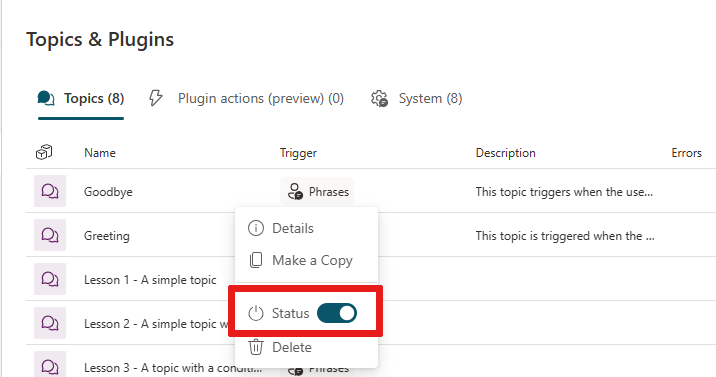 Topics & Plugins
Topics (8) Plugin actions (preview) (0) System (8)
Name Trigger Description Errors
Goodbye Phrases This topic triggers when the use...
Greeting This topic is triggered when the ...
Details
Make a Copy
Lesson 1 - A simple topic
Status
Lesson 2 - A simple topic w
Delete
Lesson 3 - A topic with a conditi... Phrases